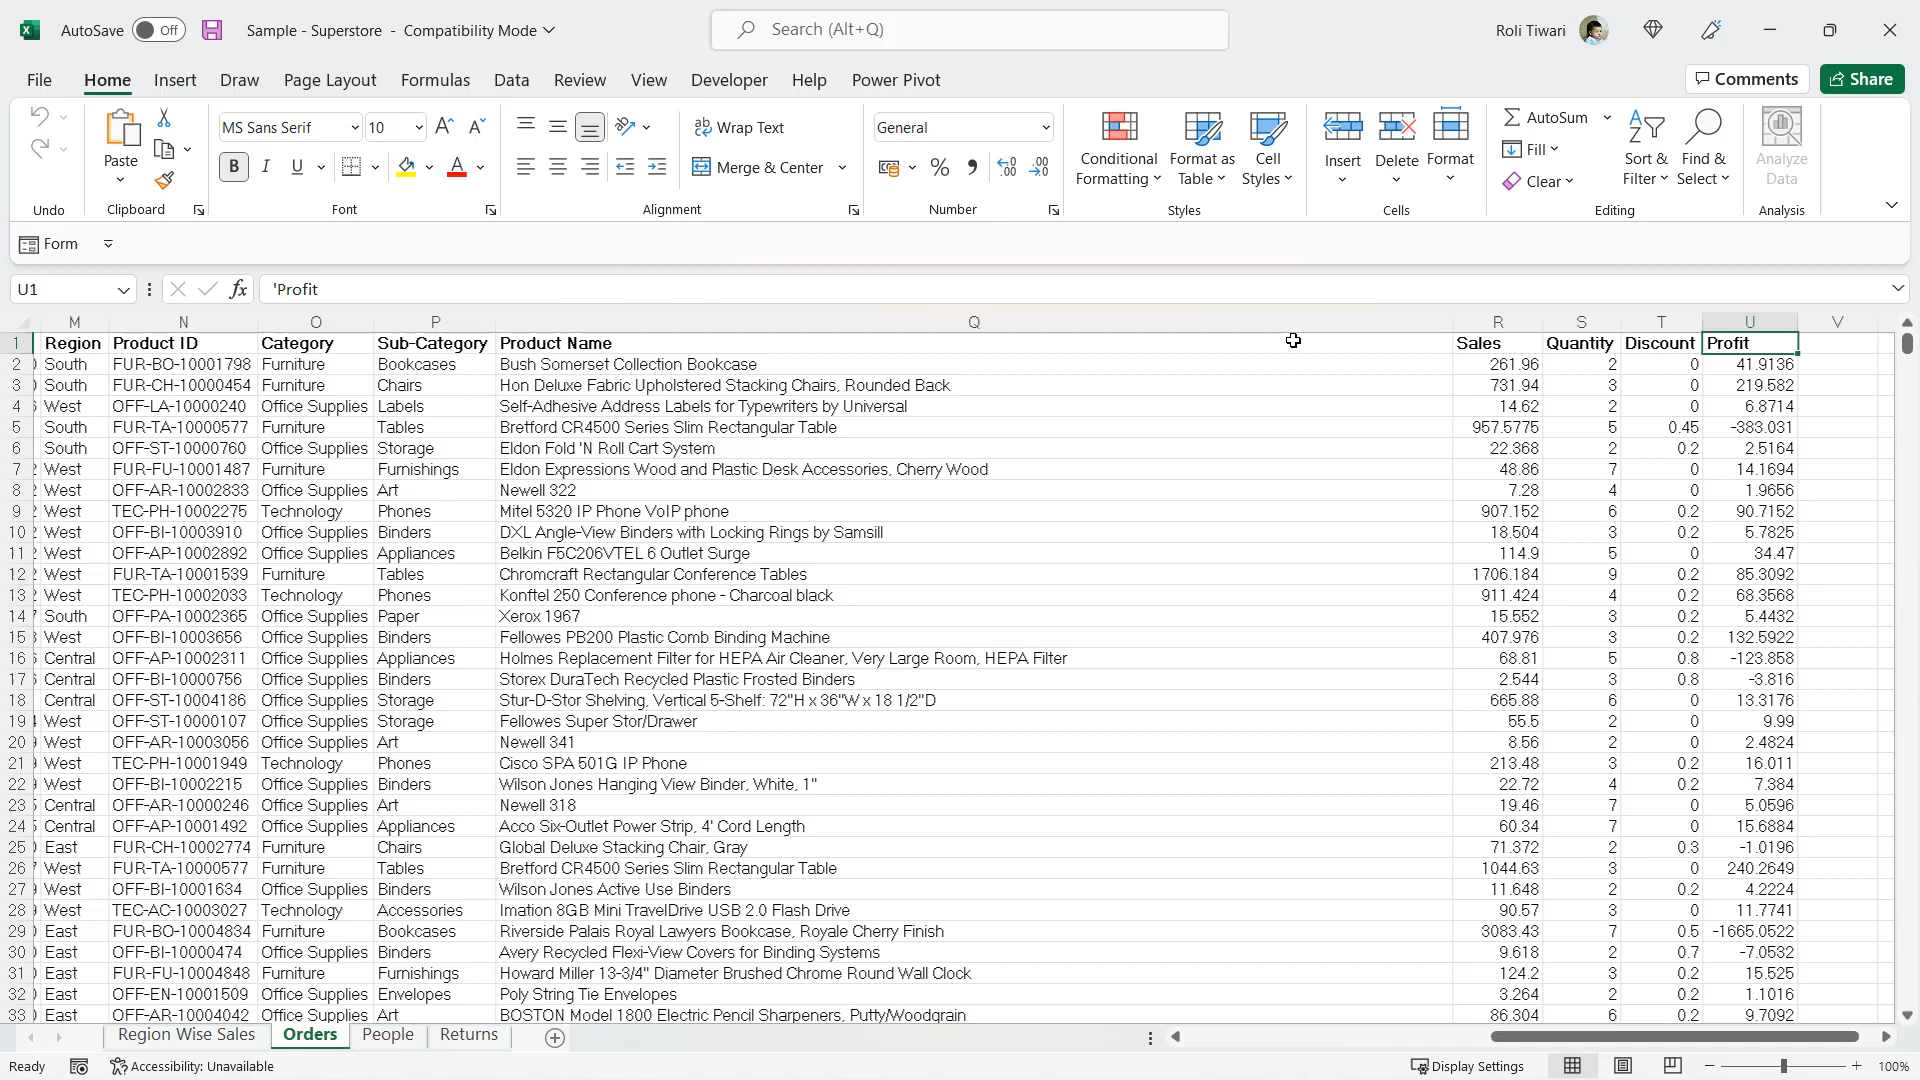 AutoSave Off Sample - Superstore - Compatibility Mode Search (Alt+Q) Roli Tiwari
File Home Insert Draw Page Layout Formulas Data Review View Developer Help Power Pivot Comments Share
MS Sans Serif 10 Wrap Text General AutoSum
Paste B I U Merge & Center % Conditional Formatting Format as Table Cell Styles Insert Delete Format Fill Clear Sort & Filter Find & Select Analyze Data
Undo Clipboard Font Alignment Number Styles Cells Editing Analysis
Form
U1 fx 'Profit
M N O P Q R S T U V
1 Region Product ID Category Sub-Category Product Name Sales Quantity Discount Profit
2 South FUR-BO-10001798 Furniture Bookcases Bush Somerset Collection Bookcase 261.96 2 0 41.9136
3 South FUR-CH-10000454 Furniture Chairs Hon Deluxe Fabric Upholstered Stacking Chairs, Rounded Back 731.94 3 0 219.582
4 West OFF-LA-10000240 Office Supplies Labels Self-Adhesive Address Labels for Typewriters by Universal 14.62 2 0 6.8714
5 South FUR-TA-10000577 Furniture Tables Bretford CR4500 Series Slim Rectangular Table 957.5775 5 0.45 -383.031
6 South OFF-ST-10000760 Office Supplies Storage Eldon Fold 'N Roll Cart System 22.368 2 0.2 2.5164
7 West FUR-FU-10001487 Furniture Furnishings Eldon Expressions Wood and Plastic Desk Accessories, Cherry Wood 48.86 7 0 14.1694
8 West OFF-AR-10002833 Office Supplies Art Newell 322 7.28 4 0 1.9656
9 West TEC-PH-10002275 Technology Phones Mitel 5320 IP Phone VoIP phone 907.152 6 0.2 90.7152
10 West OFF-BI-10003910 Office Supplies Binders DXL Angle-View Binders with Locking Rings by Samsill 18.504 3 0.2 5.7825
11 West OFF-AP-10002892 Office Supplies Appliances Belkin F5C206VTEL 6 Outlet Surge 114.9 5 0 34.47
12 West FUR-TA-10001539 Furniture Tables Chromcraft Rectangular Conference Tables 1706.184 9 0.2 85.3092
13 West TEC-PH-10002033 Technology Phones Konftel 250 Conference phone - Charcoal black 911.424 4 0.2 68.3568
14 South OFF-PA-10002365 Office Supplies Paper Xerox 1967 15.552 3 0.2 5.4432
15 West OFF-BI-10003656 Office Supplies Binders Fellowes PB200 Plastic Comb Binding Machine 407.976 3 0.2 132.5922
16 Central OFF-AP-10002311 Office Supplies Appliances Holmes Replacement Filter for HEPA Air Cleaner, Very Large Room, HEPA Filter 68.81 5 0.8 -123.858
17 Central OFF-BI-10000756 Office Supplies Binders Storex DuraTech Recycled Plastic Frosted Binders 2.544 3 0.8 -3.816
18 Central OFF-ST-10004186 Office Supplies Storage Stur-D-Stor Shelving, Vertical 5-Shelf: 72"H x 36"W x 18 1/2"D 665.88 6 0 13.3176
19 West OFF-ST-10000107 Office Supplies Storage Fellowes Super Stor/Drawer 55.5 2 0 9.99
20 West OFF-AR-10003056 Office Supplies Art Newell 341 8.56 2 0 2.4824
21 West TEC-PH-10001949 Technology Phones Cisco SPA 501G IP Phone 213.48 3 0.2 16.011
22 West OFF-BI-10002215 Office Supplies Binders Wilson Jones Hanging View Binder, White, 1" 22.72 4 0.2 7.384
23 Central OFF-AR-10000246 Office Supplies Art Newell 318 19.46 7 0 5.0596
24 Central OFF-AP-10001492 Office Supplies Appliances Acco Six-Outlet Power Strip, 4' Cord Length 60.34 7 0 15.6884
25 East FUR-CH-10002774 Furniture Chairs Global Deluxe Stacking Chair, Gray 71.372 2 0.3 -1.0196
26 West FUR-TA-10000577 Furniture Tables Bretford CR4500 Series Slim Rectangular Table 1044.63 3 0 240.2649
27 West OFF-BI-10001634 Office Supplies Binders Wilson Jones Active Use Binders 11.648 2 0.2 4.2224
28 West TEC-AC-10003027 Technology Accessories Imation 8GB Mini TravelDrive USB 2.0 Flash Drive 90.57 3 0 11.7741
29 East FUR-BO-10004834 Furniture Bookcases Riverside Palais Royal Lawyers Bookcase, Royale Cherry Finish 3083.43 7 0.5 -1665.0522
30 East OFF-BI-10000474 Office Supplies Binders Avery Recycled Flexi-View Covers for Binding Systems 9.618 2 0.7 -7.0532
31 East FUR-FU-10004848 Furniture Furnishings Howard Miller 13-3/4" Diameter Brushed Chrome Round Wall Clock 124.2 3 0.2 15.525
32 East OFF-EN-10001509 Office Supplies Envelopes Poly String Tie Envelopes 3.264 2 0.2 1.1016
33 East OFF-AR-10004042 Office Supplies Art BOSTON Model 1800 Electric Pencil Sharpeners, Putty/Woodgrain 86.304 6 0.2 9.7092
Region Wise Sales Orders People Returns
Ready Accessibility: Unavailable Display Settings 100%